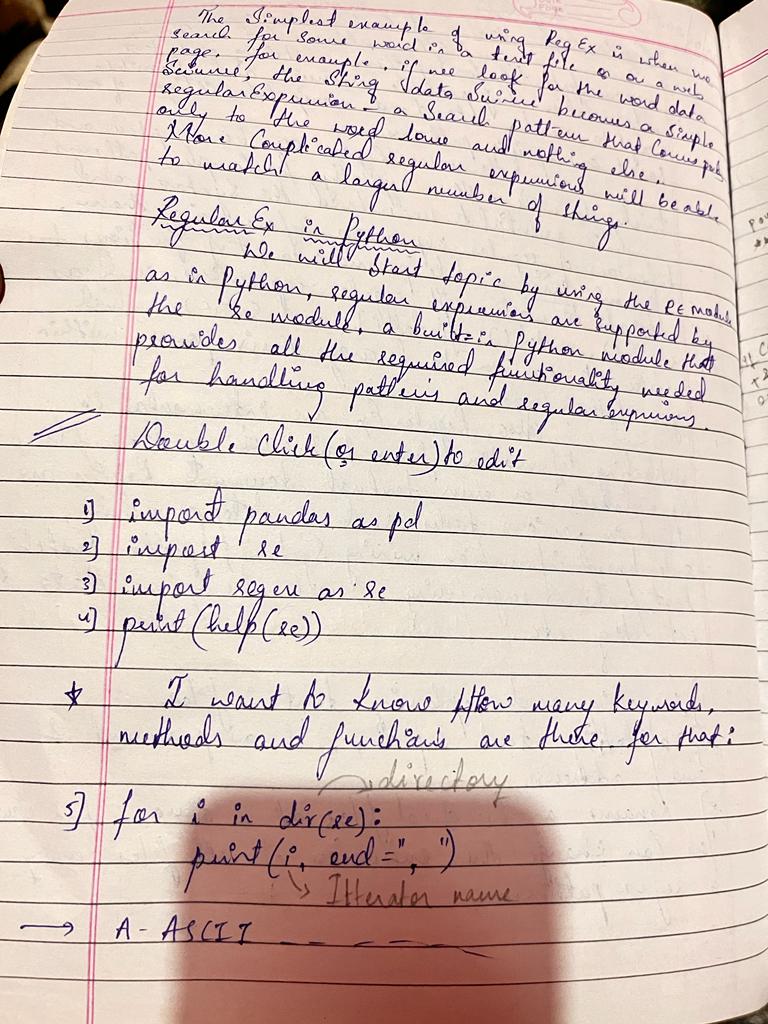 The Simplest example of using RegEx is when we
search for some word in a text file or on a web
page. for example, if we look for the word data
Science, the String data Science becomes a simple
regular Expression - a Search pattern that Corresponds
only to the word love and nothing else.
More Complicated regular expressions will be able
to match a larger number of things.
Regular Ex in Python
We will Start topic by using the RE module
as in Python, regular expressions are supported by
the re module, a built-in Python module that
provides all the required functionality needed
for handling patterns and regular expressions.
Double Click (or enter) to edit
1] import pandas as pd
2] import re
3] import regex as re
4] print (help(re))
* I want to know How many keywords,
methods and functions are there for that:
→ directory
5] for i in dir(re):
print(i, end=", ")
↳ Itterator name
→ A - ASCII